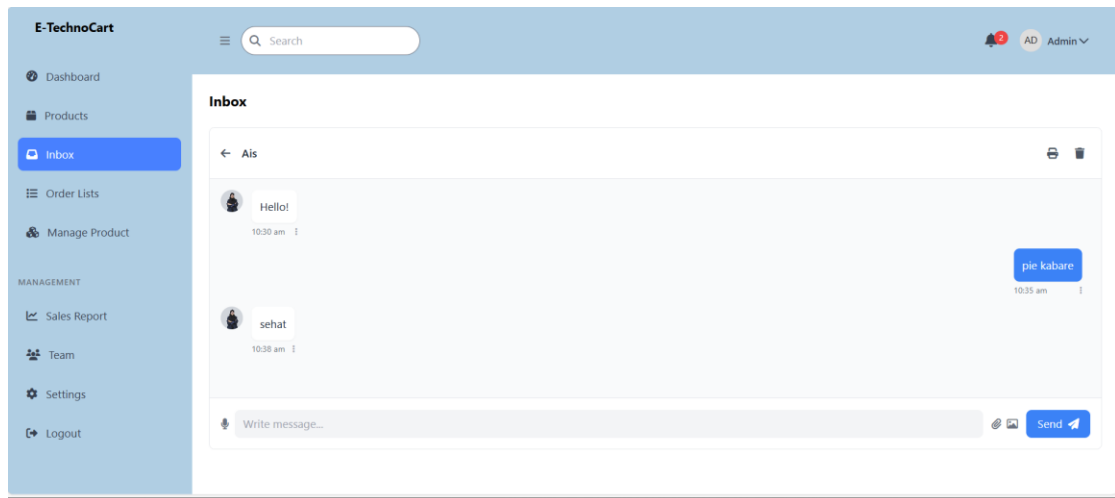 E-TechnoCart
Search
2
AD Admin
Dashboard
Products
Inbox
Order Lists
Manage Product
MANAGEMENT
Sales Report
Team
Settings
Logout
Inbox
Ais
Hello!
10:30 am
pie kabare
10:35 am
sehat
10:38 am
Write message...
Send